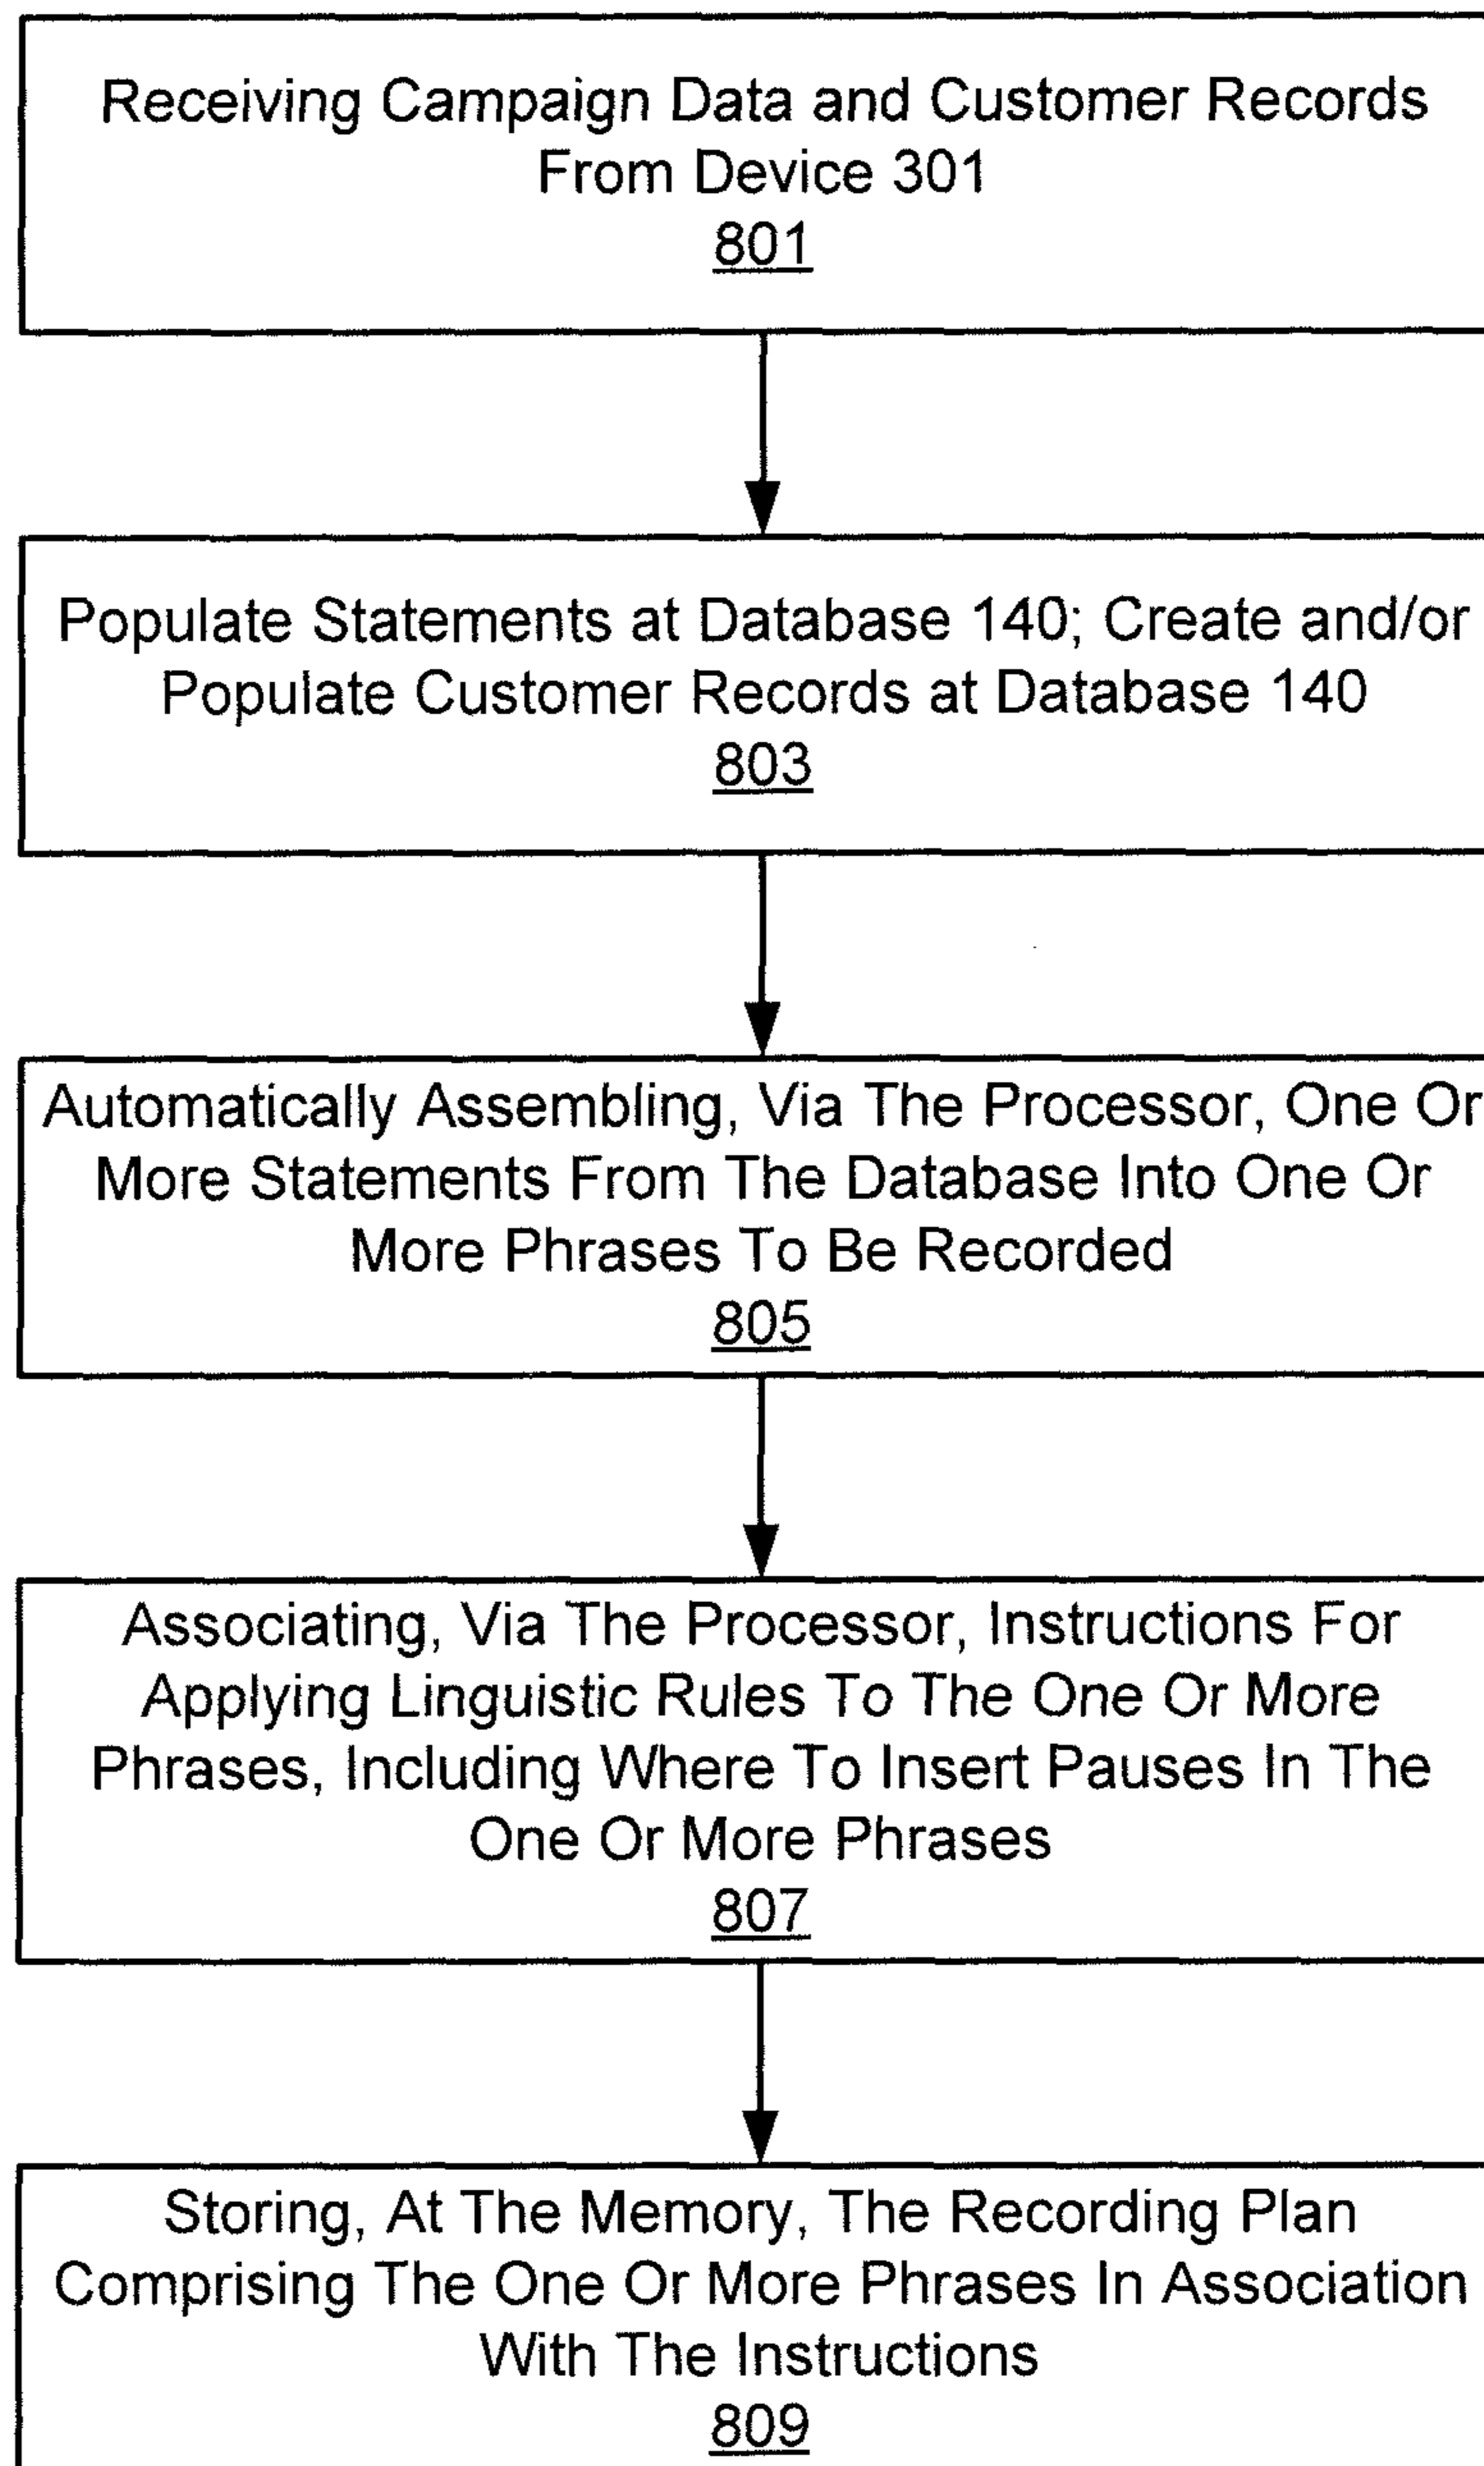 Receiving Campaign Data and Customer Records
From Device 301
801
Populate Statements at Database 140; Create and/or
Populate Customer Records at Database 140
803
Automatically Assembling, Via The Processor, One Or
More Statements From The Database Into One Or
More Phrases To Be Recorded
805
Associating, Via The Processor, Instructions For
Applying Linguistic Rules To The One Or More
Phrases, Including Where To Insert Pauses In The
One Or More Phrases
807
Storing, At The Memory, The Recording Plan
Comprising The One Or More Phrases In Association
With The Instructions
809